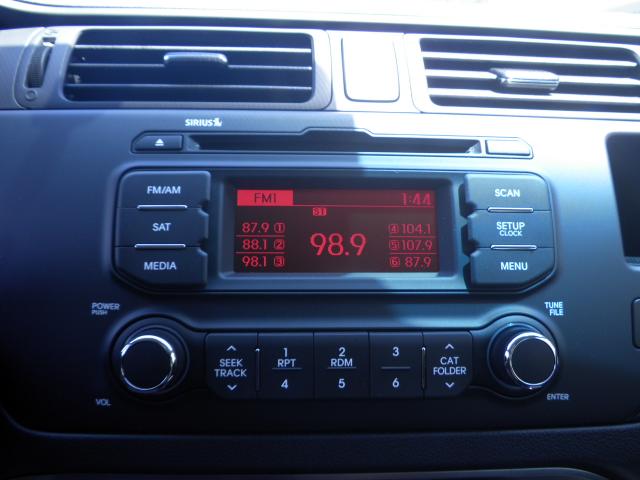 SIRIUS
FM/AM
SAT
MEDIA
FM1 1:44
ST
87.9 1
88.1 2
98.1 3
98.9
4 104.1
5 107.9
6 87.9
SCAN
SETUP
CLOCK
MENU
POWER
PUSH
VOL
SEEK
TRACK
1
RPT
4
2
RDM
5
3
6
CAT
FOLDER
TUNE
FILE
ENTER